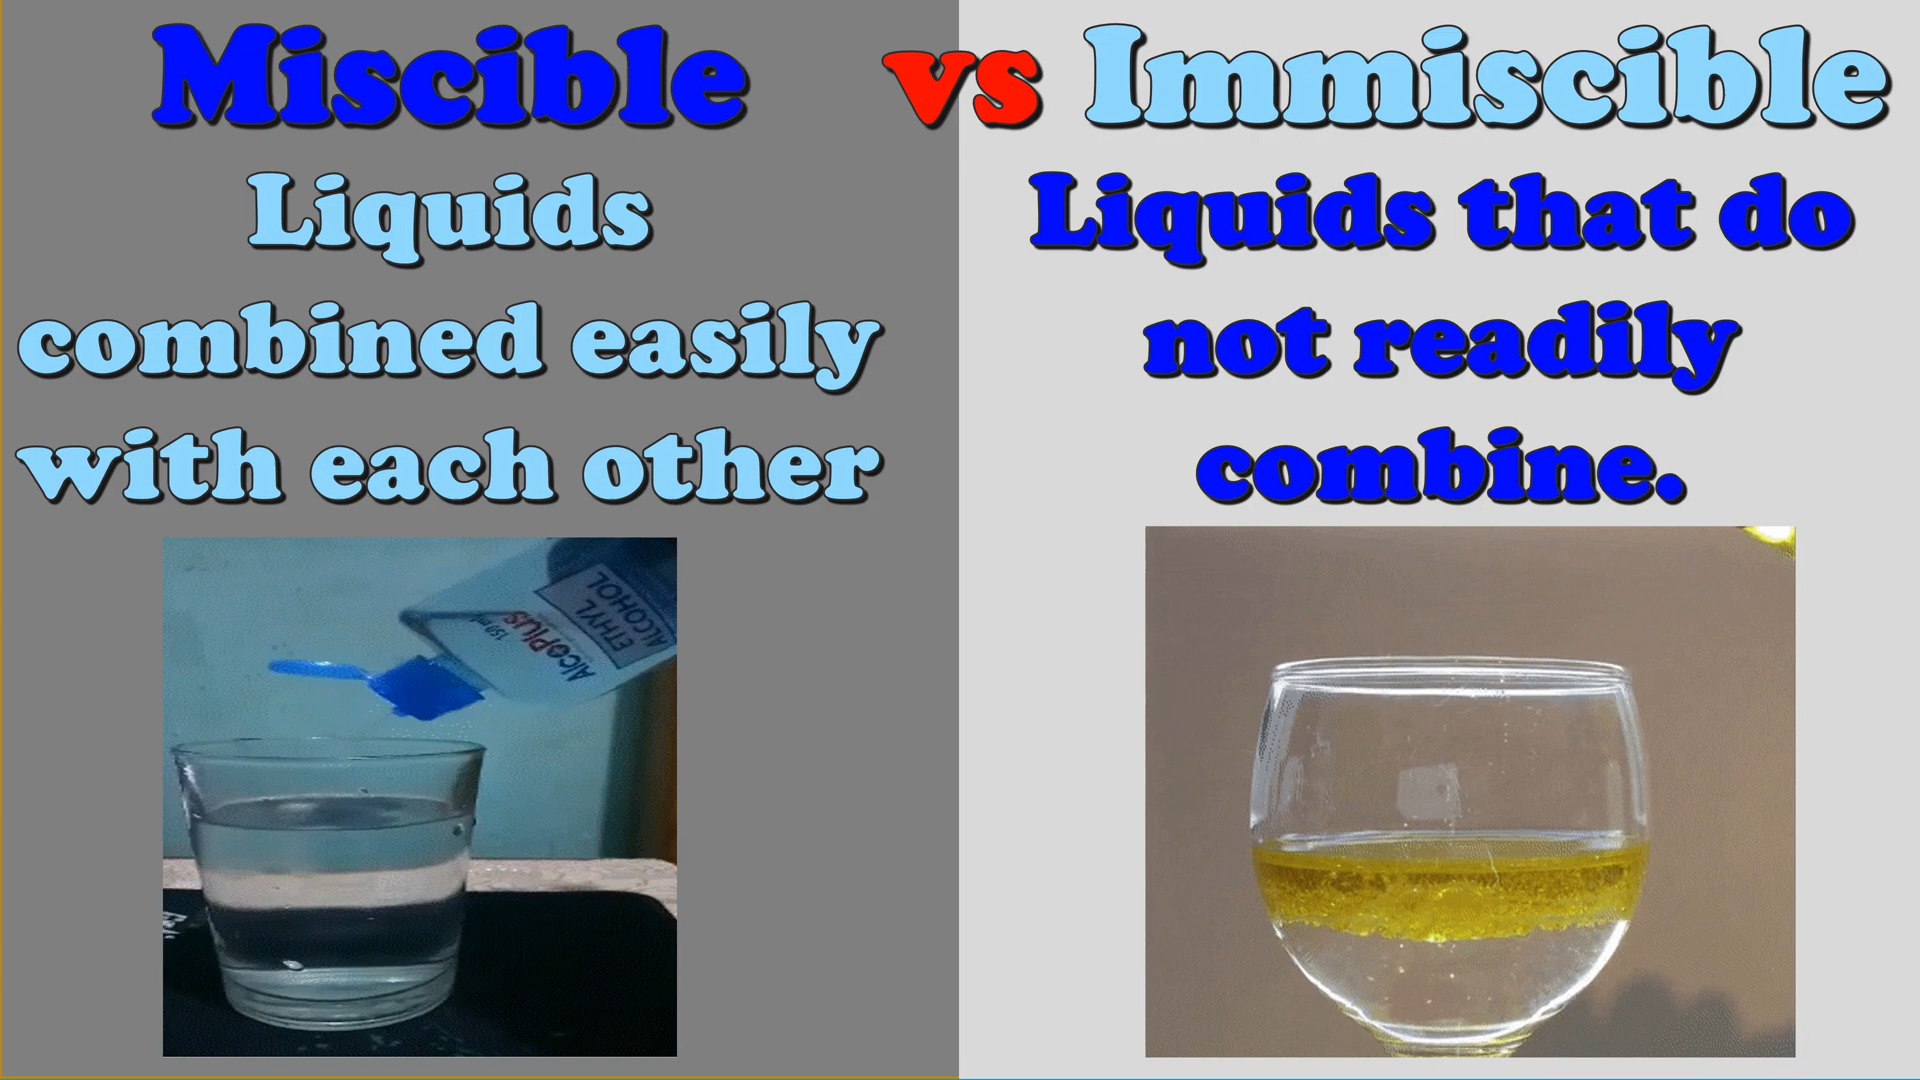 Miscible vs Immiscible
Liquids
combined easily
with each other
Liquids that do
not readily
combine.
ETHYL
ALCOHOL
AlcoPlus
150 ml